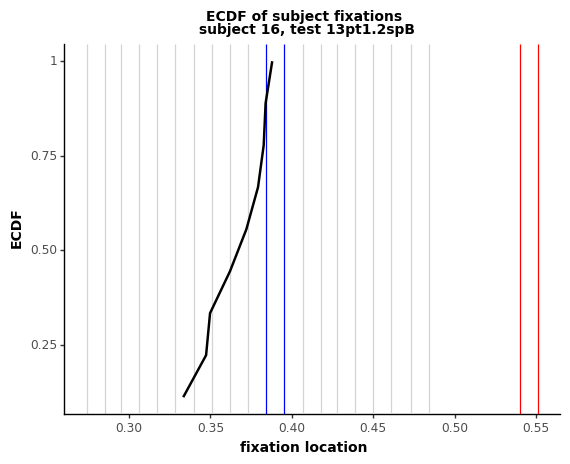 ECDF of subject fixations
subject 16, test 13pt1.2spB
1
0.75
0.50
0.25
ECDF
0.30 0.35 0.40 0.45 0.50 0.55
fixation location